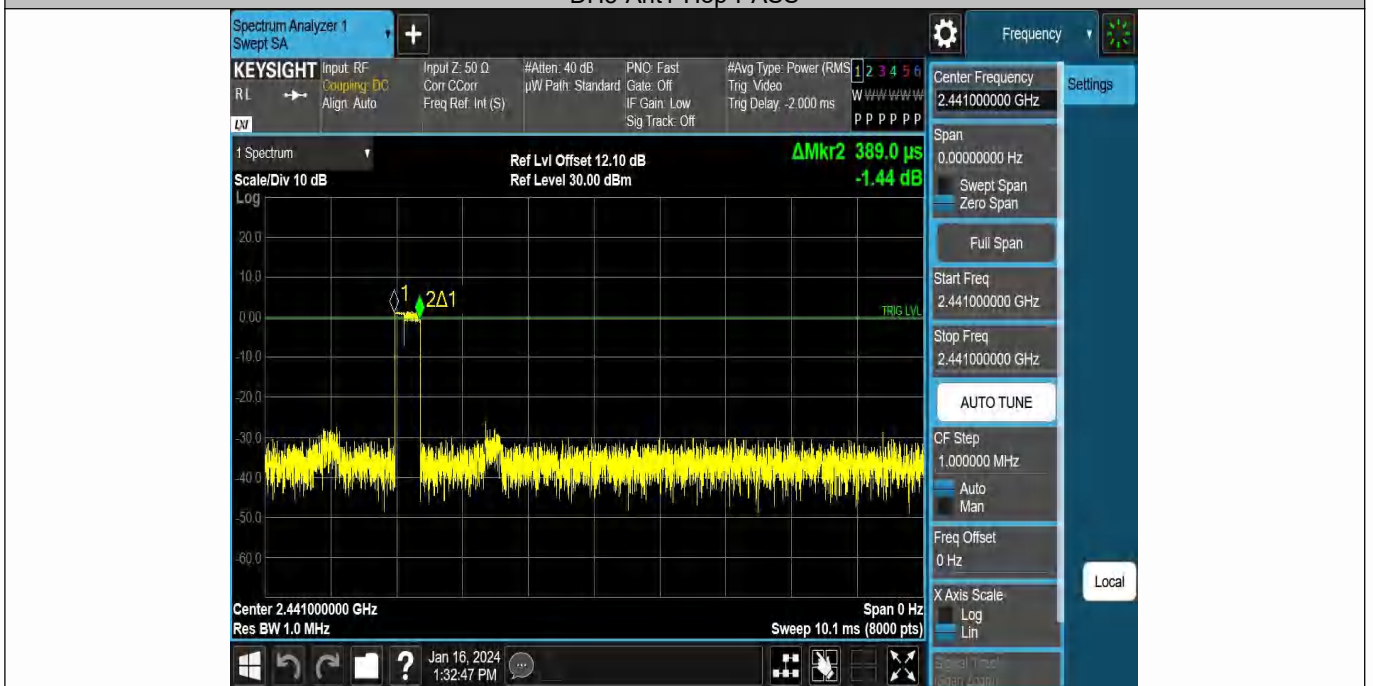 Spectrum Analyzer 1
Swept SA
Frequency
KEYSIGHT
RL
LXI
Input: RF
Coupling: DC
Align: Auto
Input Z: 50 Ω
Corr CCorr
Freq Ref: Int (S)
#Atten: 40 dB
µW Path: Standard
PNO: Fast
Gate: Off
IF Gain: Low
Sig Track: Off
#Avg Type: Power (RMS
Trig: Video
Trig Delay: -2.000 ms
1 2 3 4 5 6
W W W W W W
P P P P P P
1 Spectrum
Scale/Div 10 dB
Log
Ref Lvl Offset 12.10 dB
Ref Level 30.00 dBm
ΔMkr2 389.0 µs
-1.44 dB
20.0
10.0
0.00
-10.0
-20.0
-30.0
-40.0
-50.0
-60.0
1
2Δ1
TRIG LVL
Center 2.441000000 GHz
Res BW 1.0 MHz
Span 0 Hz
Sweep 10.1 ms (8000 pts)
Jan 16, 2024
1:32:47 PM
Center Frequency
2.441000000 GHz
Settings
Span
0.00000000 Hz
Swept Span
Zero Span
Full Span
Start Freq
2.441000000 GHz
Stop Freq
2.441000000 GHz
AUTO TUNE
CF Step
1.000000 MHz
Auto
Man
Freq Offset
0 Hz
X Axis Scale
Log
Lin
Local